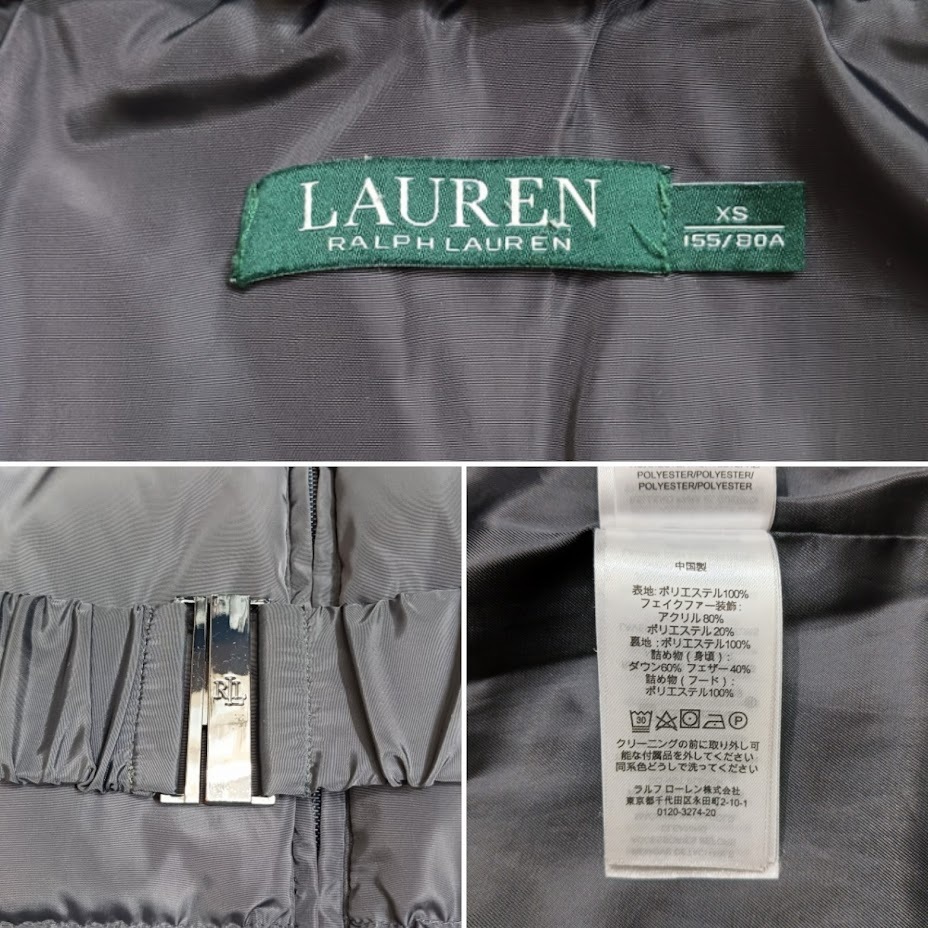 LAUREN
RALPH LAUREN
XS
155/80A
RLL
POLYESTER/POLYESTER/
POLYESTER/POLYESTER
中国製
表地: ポリエステル100%
フェイクファー装飾:
アクリル80%
ポリエステル20%
裏地: ポリエステル100%
詰め物(身頃):
ダウン60% フェザー40%
詰め物(フード):
ポリエステル100%
30 P
クリーニングの前に取り外し可
能な付属品を外してください
同系色どうしで洗ってください
ラルフ ローレン株式会社
東京都千代田区永田町2-10-1
0120-3274-20